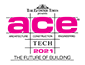 THE ECONOMIC TIMES
ace
ARCHITECTURE CONSTRUCTION ENGINEERING
TECH
2021
THE FUTURE OF BUILDING